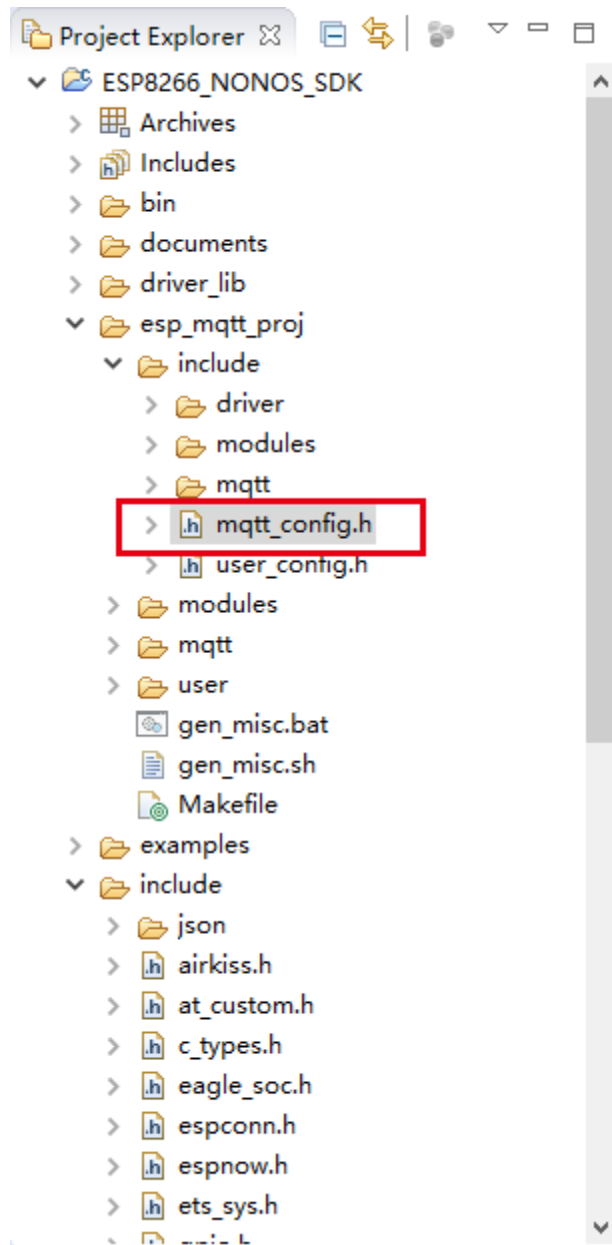 Project Explorer
ESP8266_NONOS_SDK
Archives
Includes
bin
documents
driver_lib
esp_mqtt_proj
include
driver
modules
mqtt
mqtt_config.h
user_config.h
modules
mqtt
user
gen_misc.bat
gen_misc.sh
Makefile
examples
include
json
airkiss.h
at_custom.h
c_types.h
eagle_soc.h
espconn.h
espnow.h
ets_sys.h